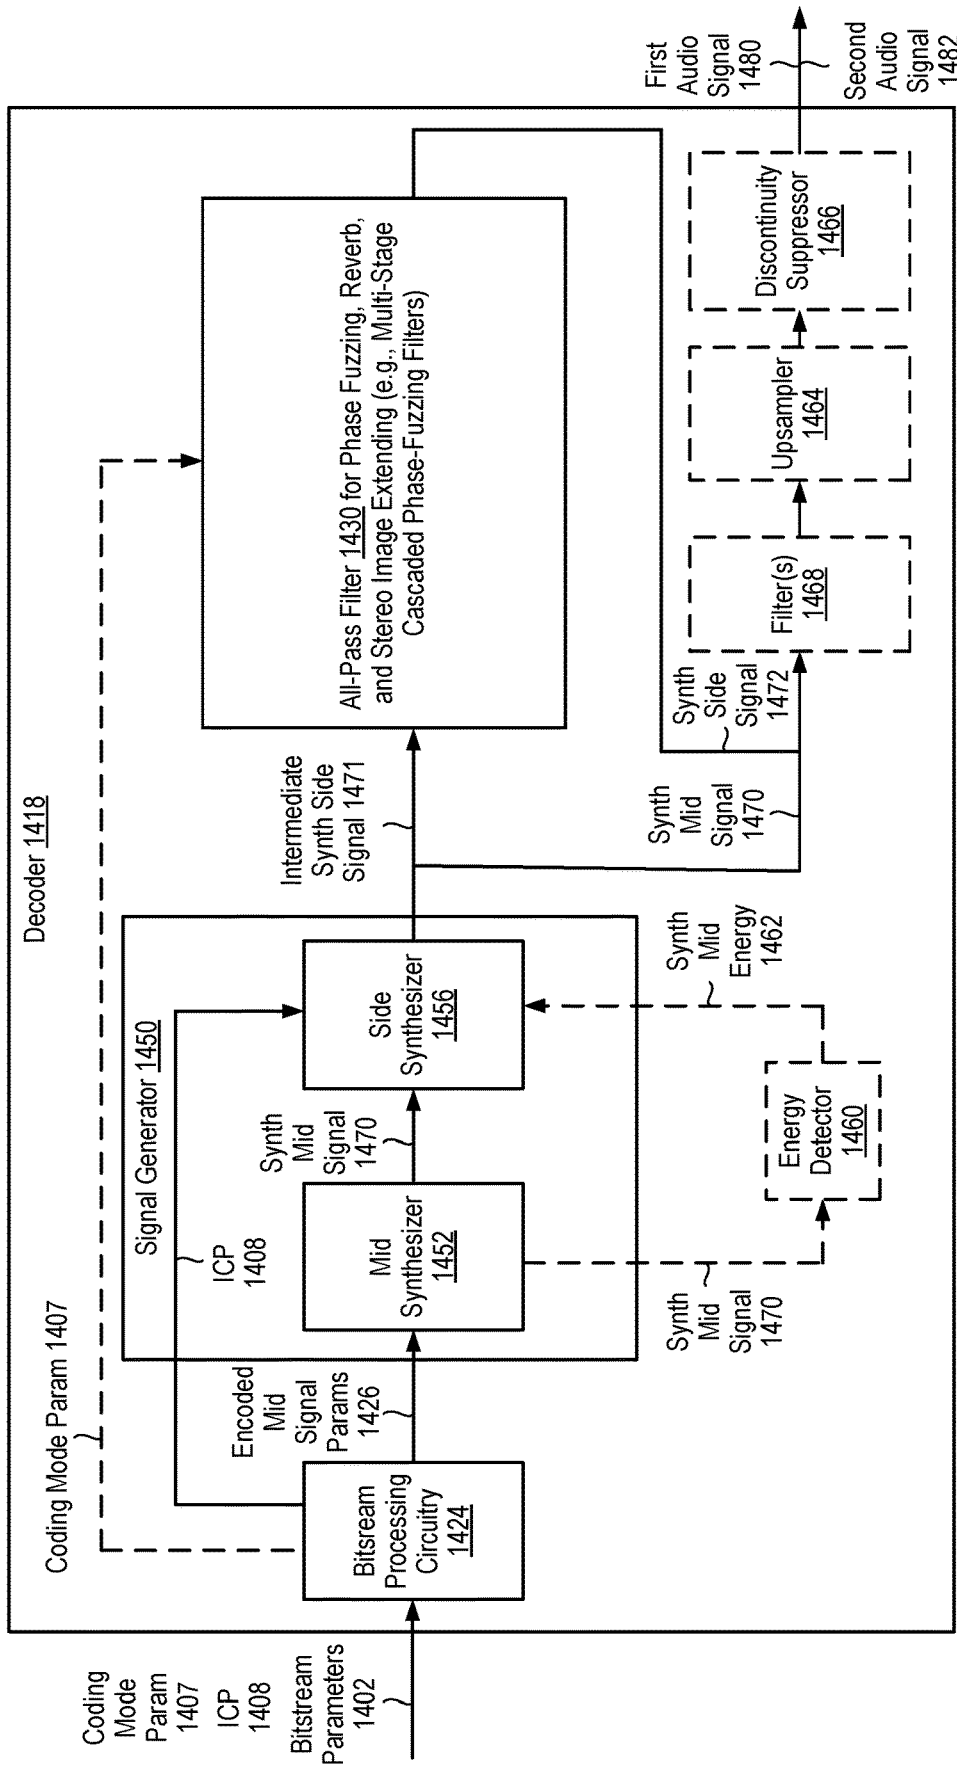 Decoder 1418
Coding Mode Param 1407
Coding
Mode
Param
1407
ICP
1408
Bitstream
Parameters
1402
Bitsream
Processing
Circuitry
1424
Encoded
Mid
Signal
Params
1426
Signal Generator 1450
ICP
1408
Mid
Synthesizer
1452
Synth
Mid
Signal
1470
Side
Synthesizer
1456
Synth
Mid
Signal
1470
Energy
Detector
1460
Synth
Mid
Energy
1462
Intermediate
Synth Side
Signal 1471
All-Pass Filter 1430 for Phase Fuzzing, Reverb,
and Stereo Image Extending (e.g., Multi-Stage
Cascaded Phase-Fuzzing Filters)
Synth
Mid
Signal
1470
Synth
Side
Signal
1472
Filter(s)
1468
Upsampler
1464
Discontinuity
Suppressor
1466
First
Audio
Signal
1480
Second
Audio
Signal
1482